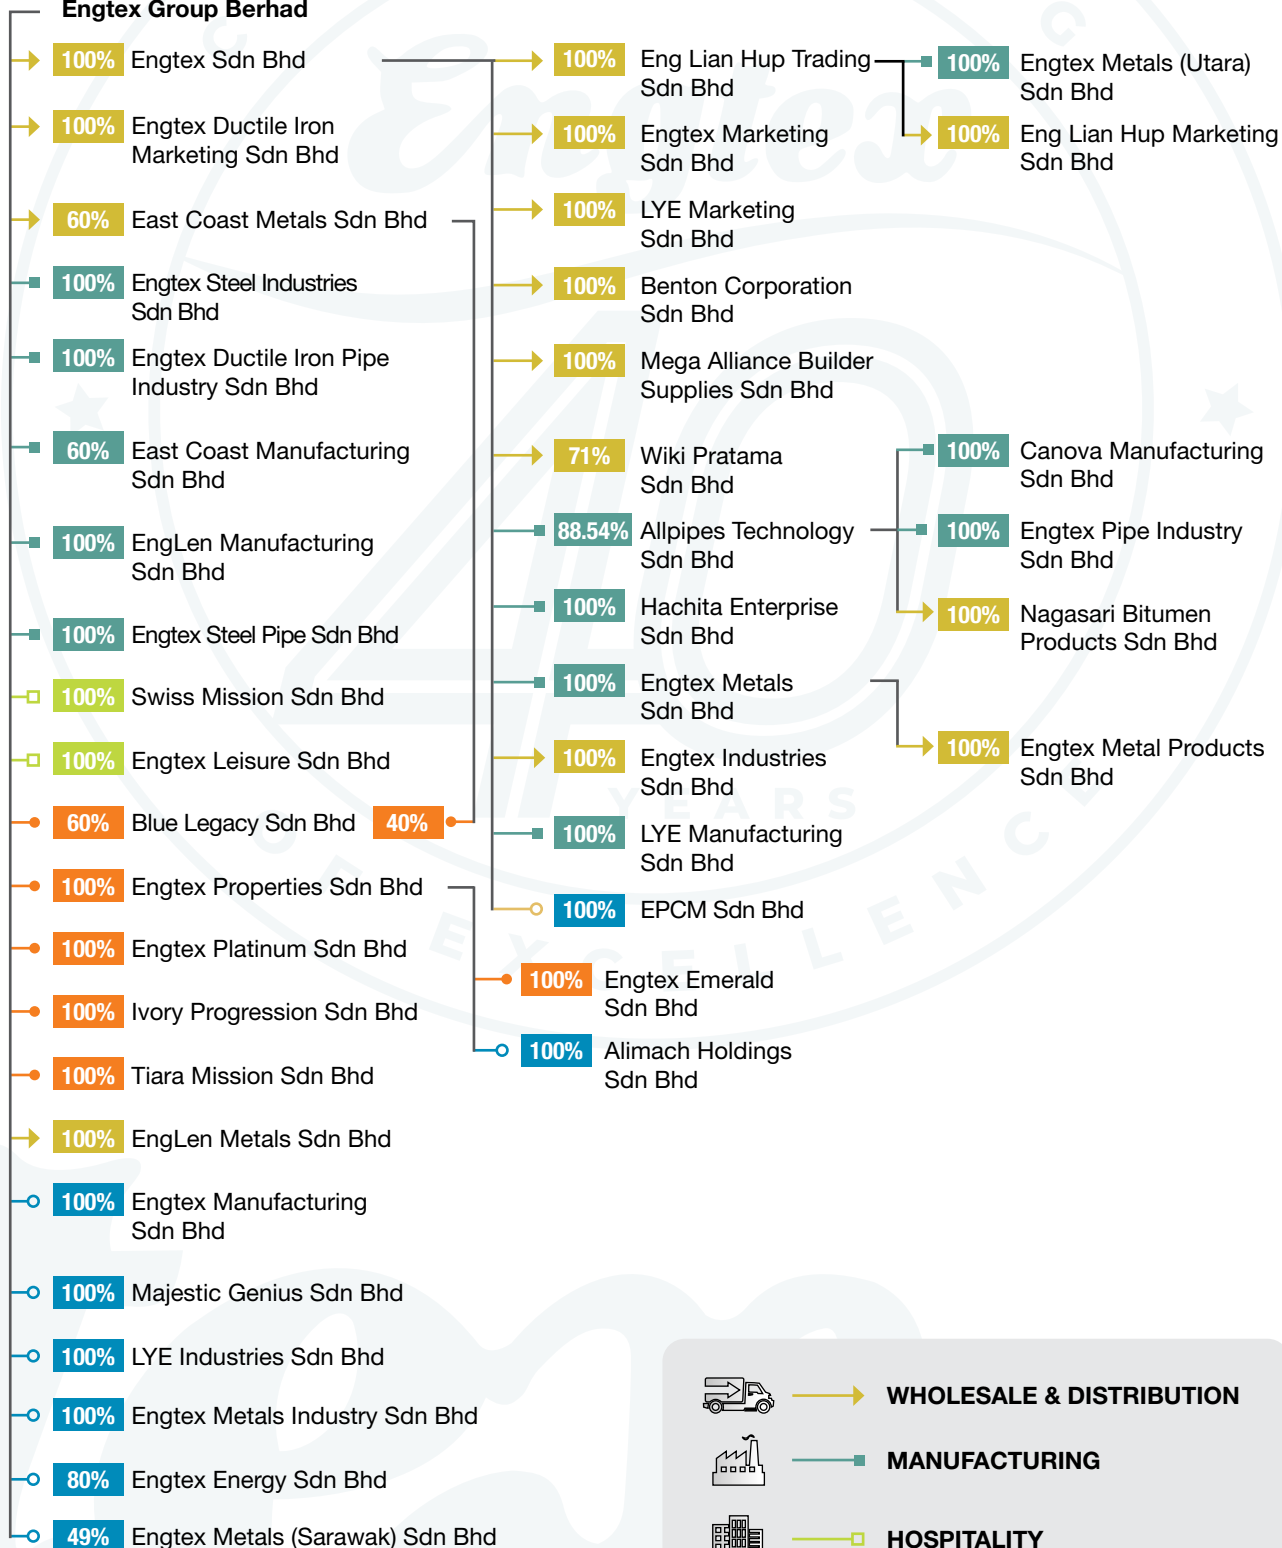 Engtex Group Berhad
100% Engtex Sdn Bhd
100% Engtex Ductile Iron
Marketing Sdn Bhd
60% East Coast Metals Sdn Bhd
100% Engtex Steel Industries
Sdn Bhd
100% Engtex Ductile Iron Pipe
Industry Sdn Bhd
60% East Coast Manufacturing
Sdn Bhd
100% EngLen Manufacturing
Sdn Bhd
100% Engtex Steel Pipe Sdn Bhd
100% Swiss Mission Sdn Bhd
100% Engtex Leisure Sdn Bhd
60% Blue Legacy Sdn Bhd 40%
100% Engtex Properties Sdn Bhd
100% Engtex Platinum Sdn Bhd
100% Ivory Progression Sdn Bhd
100% Tiara Mission Sdn Bhd
100% EngLen Metals Sdn Bhd
100% Engtex Manufacturing
Sdn Bhd
100% Majestic Genius Sdn Bhd
100% LYE Industries Sdn Bhd
100% Engtex Metals Industry Sdn Bhd
80% Engtex Energy Sdn Bhd
49% Engtex Metals (Sarawak) Sdn Bhd
100% Eng Lian Hup Trading
Sdn Bhd
100% Engtex Marketing
Sdn Bhd
100% LYE Marketing
Sdn Bhd
100% Benton Corporation
Sdn Bhd
100% Mega Alliance Builder
Supplies Sdn Bhd
71% Wiki Pratama
Sdn Bhd
88.54% Allpipes Technology
Sdn Bhd
100% Hachita Enterprise
Sdn Bhd
100% Engtex Metals
Sdn Bhd
100% Engtex Industries
Sdn Bhd
100% LYE Manufacturing
Sdn Bhd
100% EPCM Sdn Bhd
100% Engtex Emerald
Sdn Bhd
100% Alimach Holdings
Sdn Bhd
100% Engtex Metals (Utara)
Sdn Bhd
100% Eng Lian Hup Marketing
Sdn Bhd
100% Canova Manufacturing
Sdn Bhd
100% Engtex Pipe Industry
Sdn Bhd
100% Nagasari Bitumen
Products Sdn Bhd
100% Engtex Metal Products
Sdn Bhd
WHOLESALE & DISTRIBUTION
MANUFACTURING
HOSPITALITY
Engtex
40
YEARS
EXCELLENC